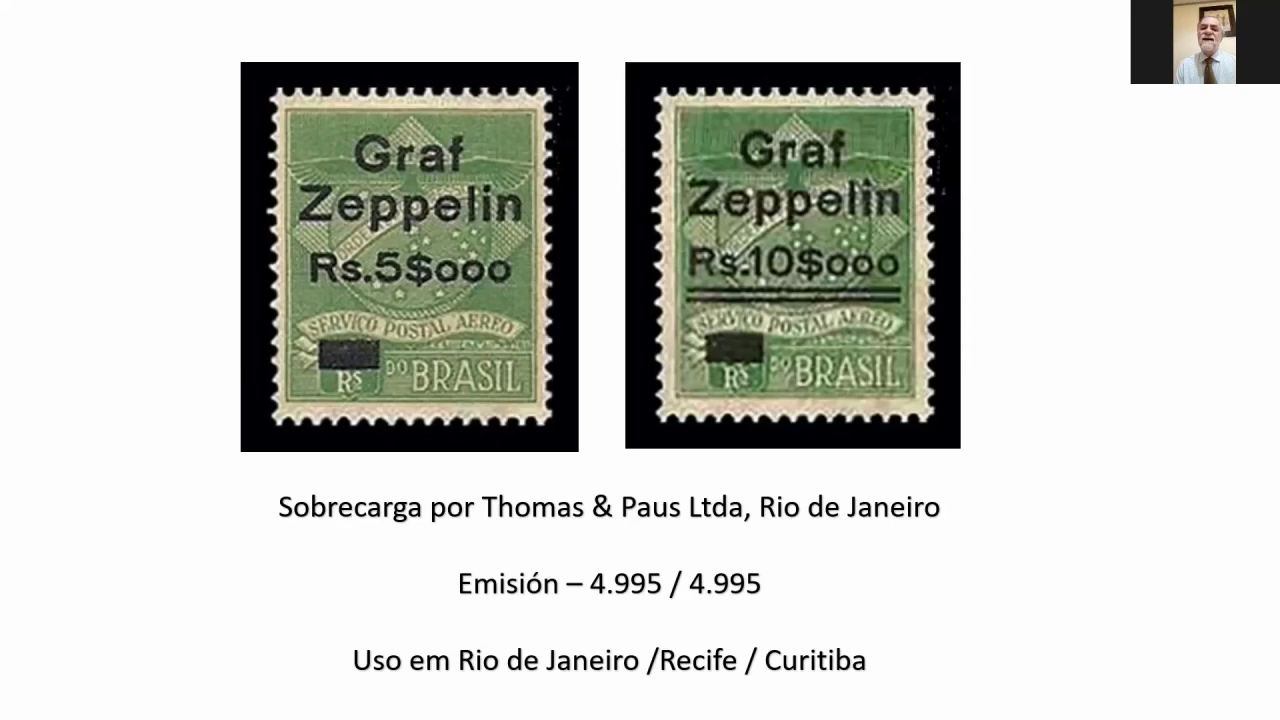 Graf
Zeppelin
Rs.5$000
SERVIÇO POSTAL AEREO
Rs DO BRASIL
Graf
Zeppelin
Rs.10$000
SERVIÇO POSTAL AEREO
Rs DO BRASIL
Sobrecarga por Thomas & Paus Ltda, Rio de Janeiro
Emisión – 4.995 / 4.995
Uso em Rio de Janeiro /Recife / Curitiba